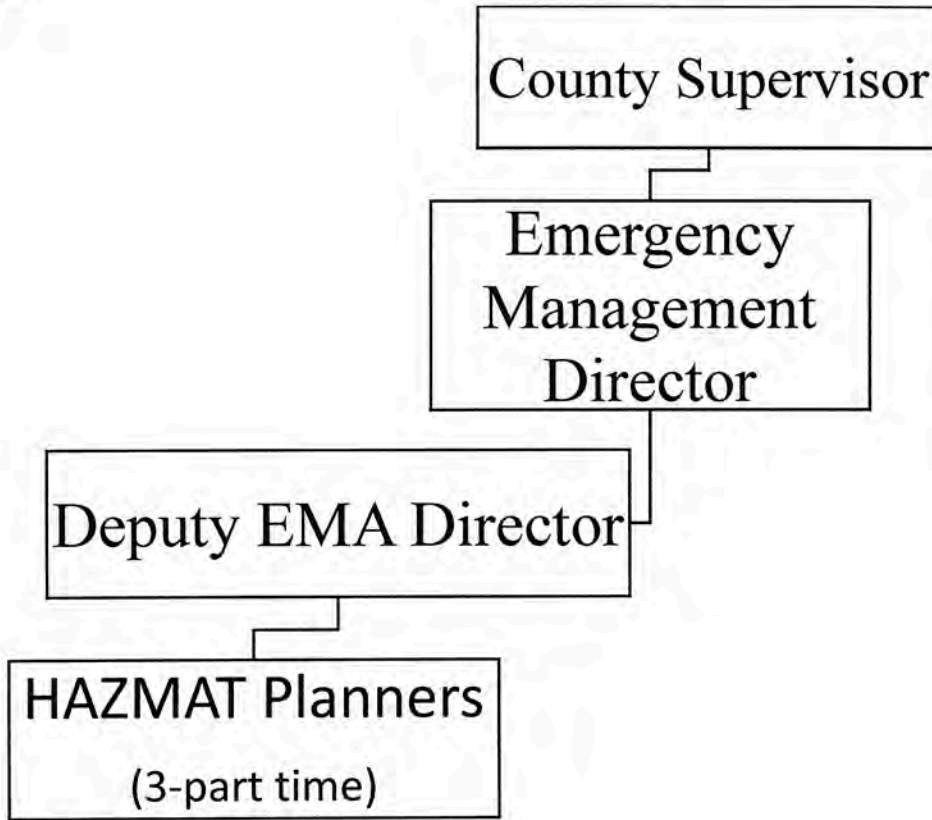 County Supervisor
Emergency
Management
Director
Deputy EMA Director
HAZMAT Planners
(3-part time)